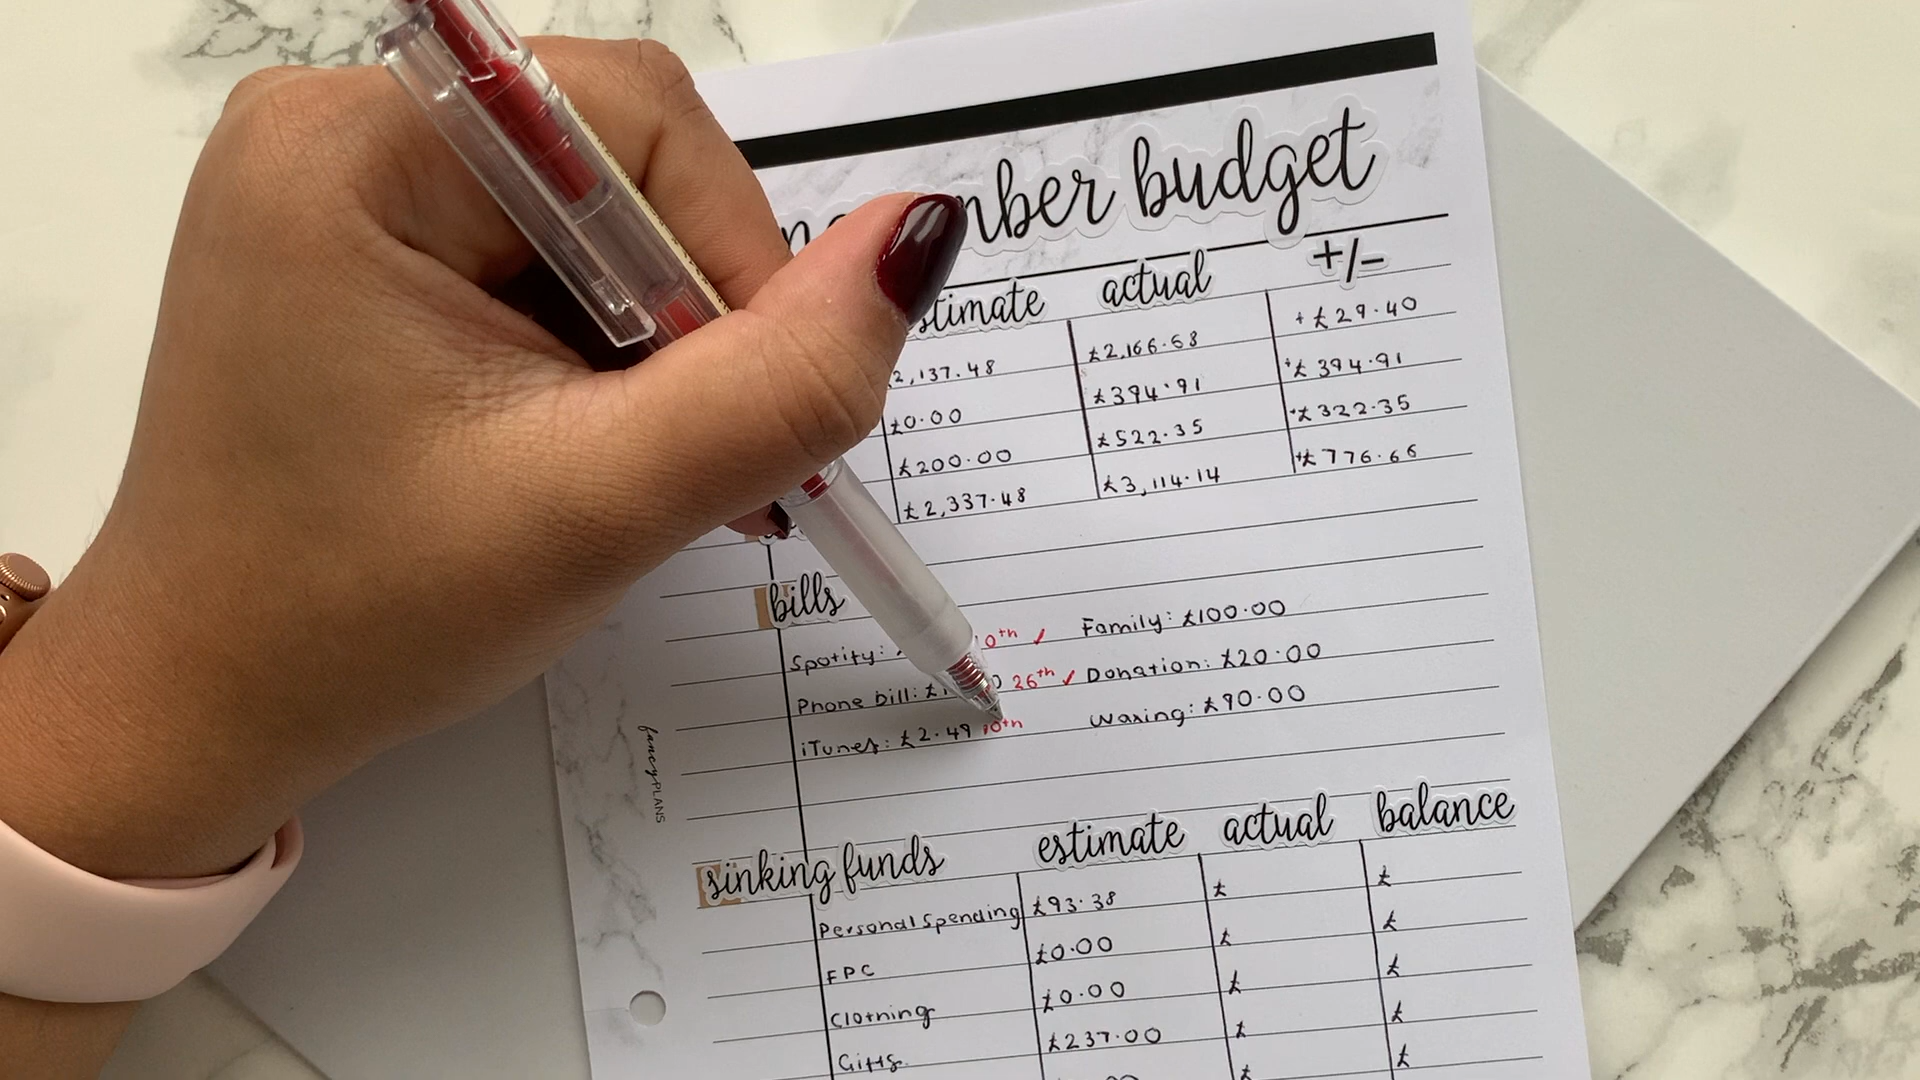 budget
actual +/-
2,137.48 £2,166.68 + £29.40
£0.00 £394.91 +£394.91
£200.00 £522.35 +£322.35
£2,337.48 £3,114.14 +£776.66
bills
Spotify: 0th ✓ Family: £100.00
Phone bill: 26th ✓ Donation: £20.00
iTunes: £2.49 10th Waxing: £90.00
fancyPLANS
sinking funds estimate actual balance
Personal Spending £93.38 £ £
FPC £0.00 £ £
Clothing £0.00 £ £
Gifts £237.00 £ £
£ £